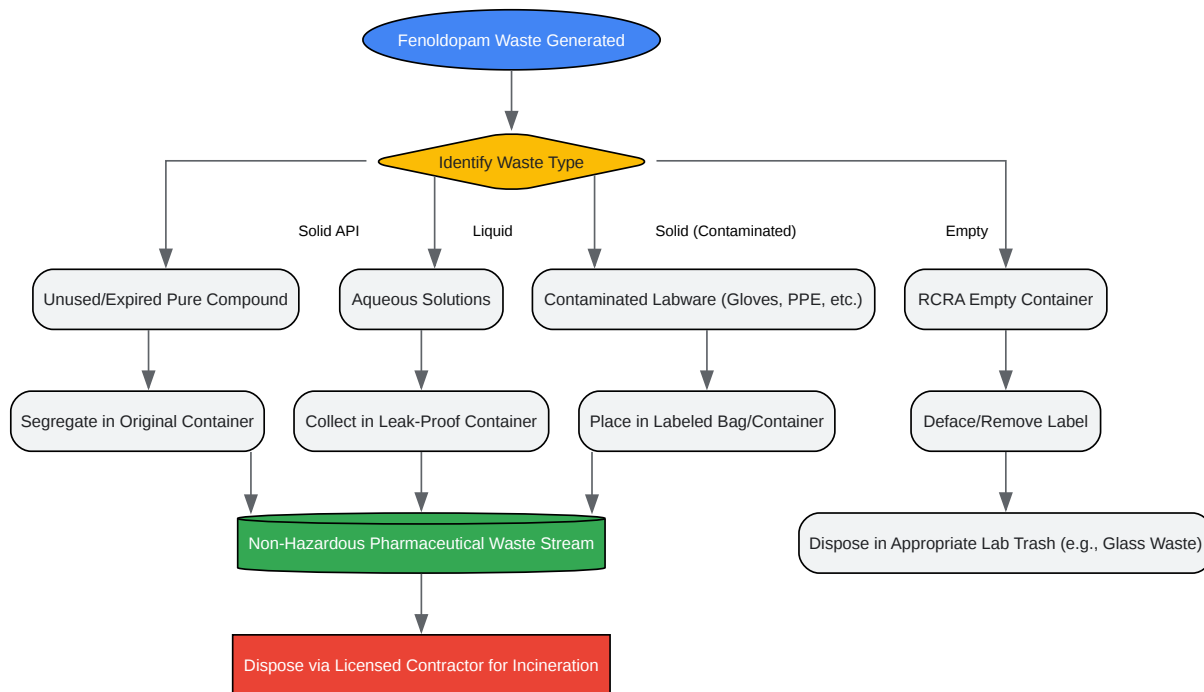 Fenoldopam Waste Generated
Identify Waste Type
Solid API
Liquid
Solid (Contaminated)
Empty
Unused/Expired Pure Compound
Aqueous Solutions
Contaminated Labware (Gloves, PPE, etc.)
RCRA Empty Container
Segregate in Original Container
Collect in Leak-Proof Container
Place in Labeled Bag/Container
Deface/Remove Label
Non-Hazardous Pharmaceutical Waste Stream
Dispose in Appropriate Lab Trash (e.g., Glass Waste)
Dispose via Licensed Contractor for Incineration